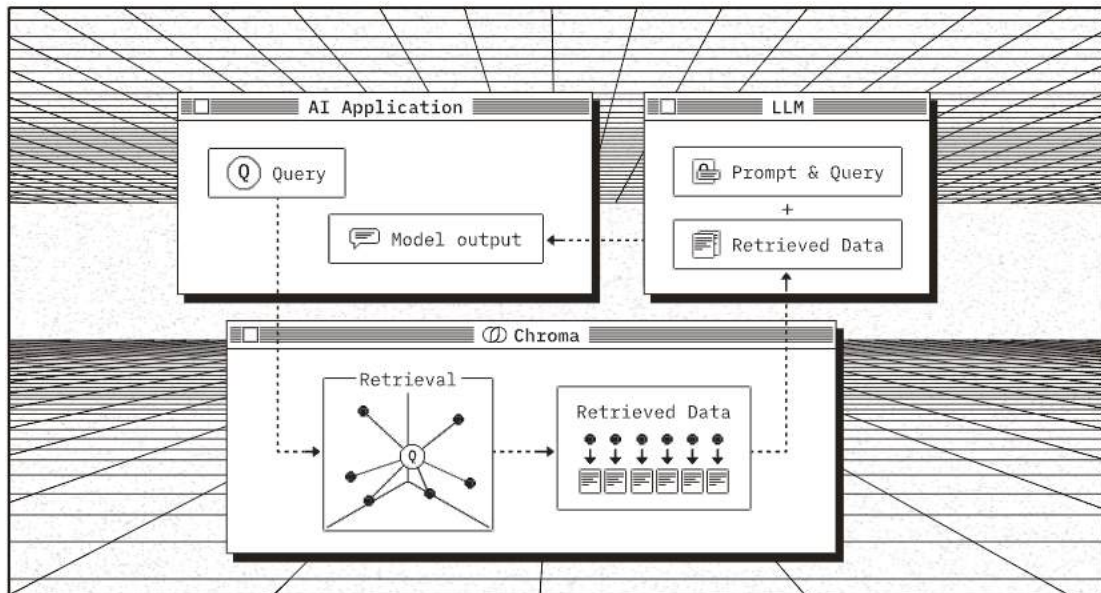 AI Application
Q Query
Model output
LLM
Prompt & Query
+
Retrieved Data
Chroma
Retrieval
Q
Retrieved Data